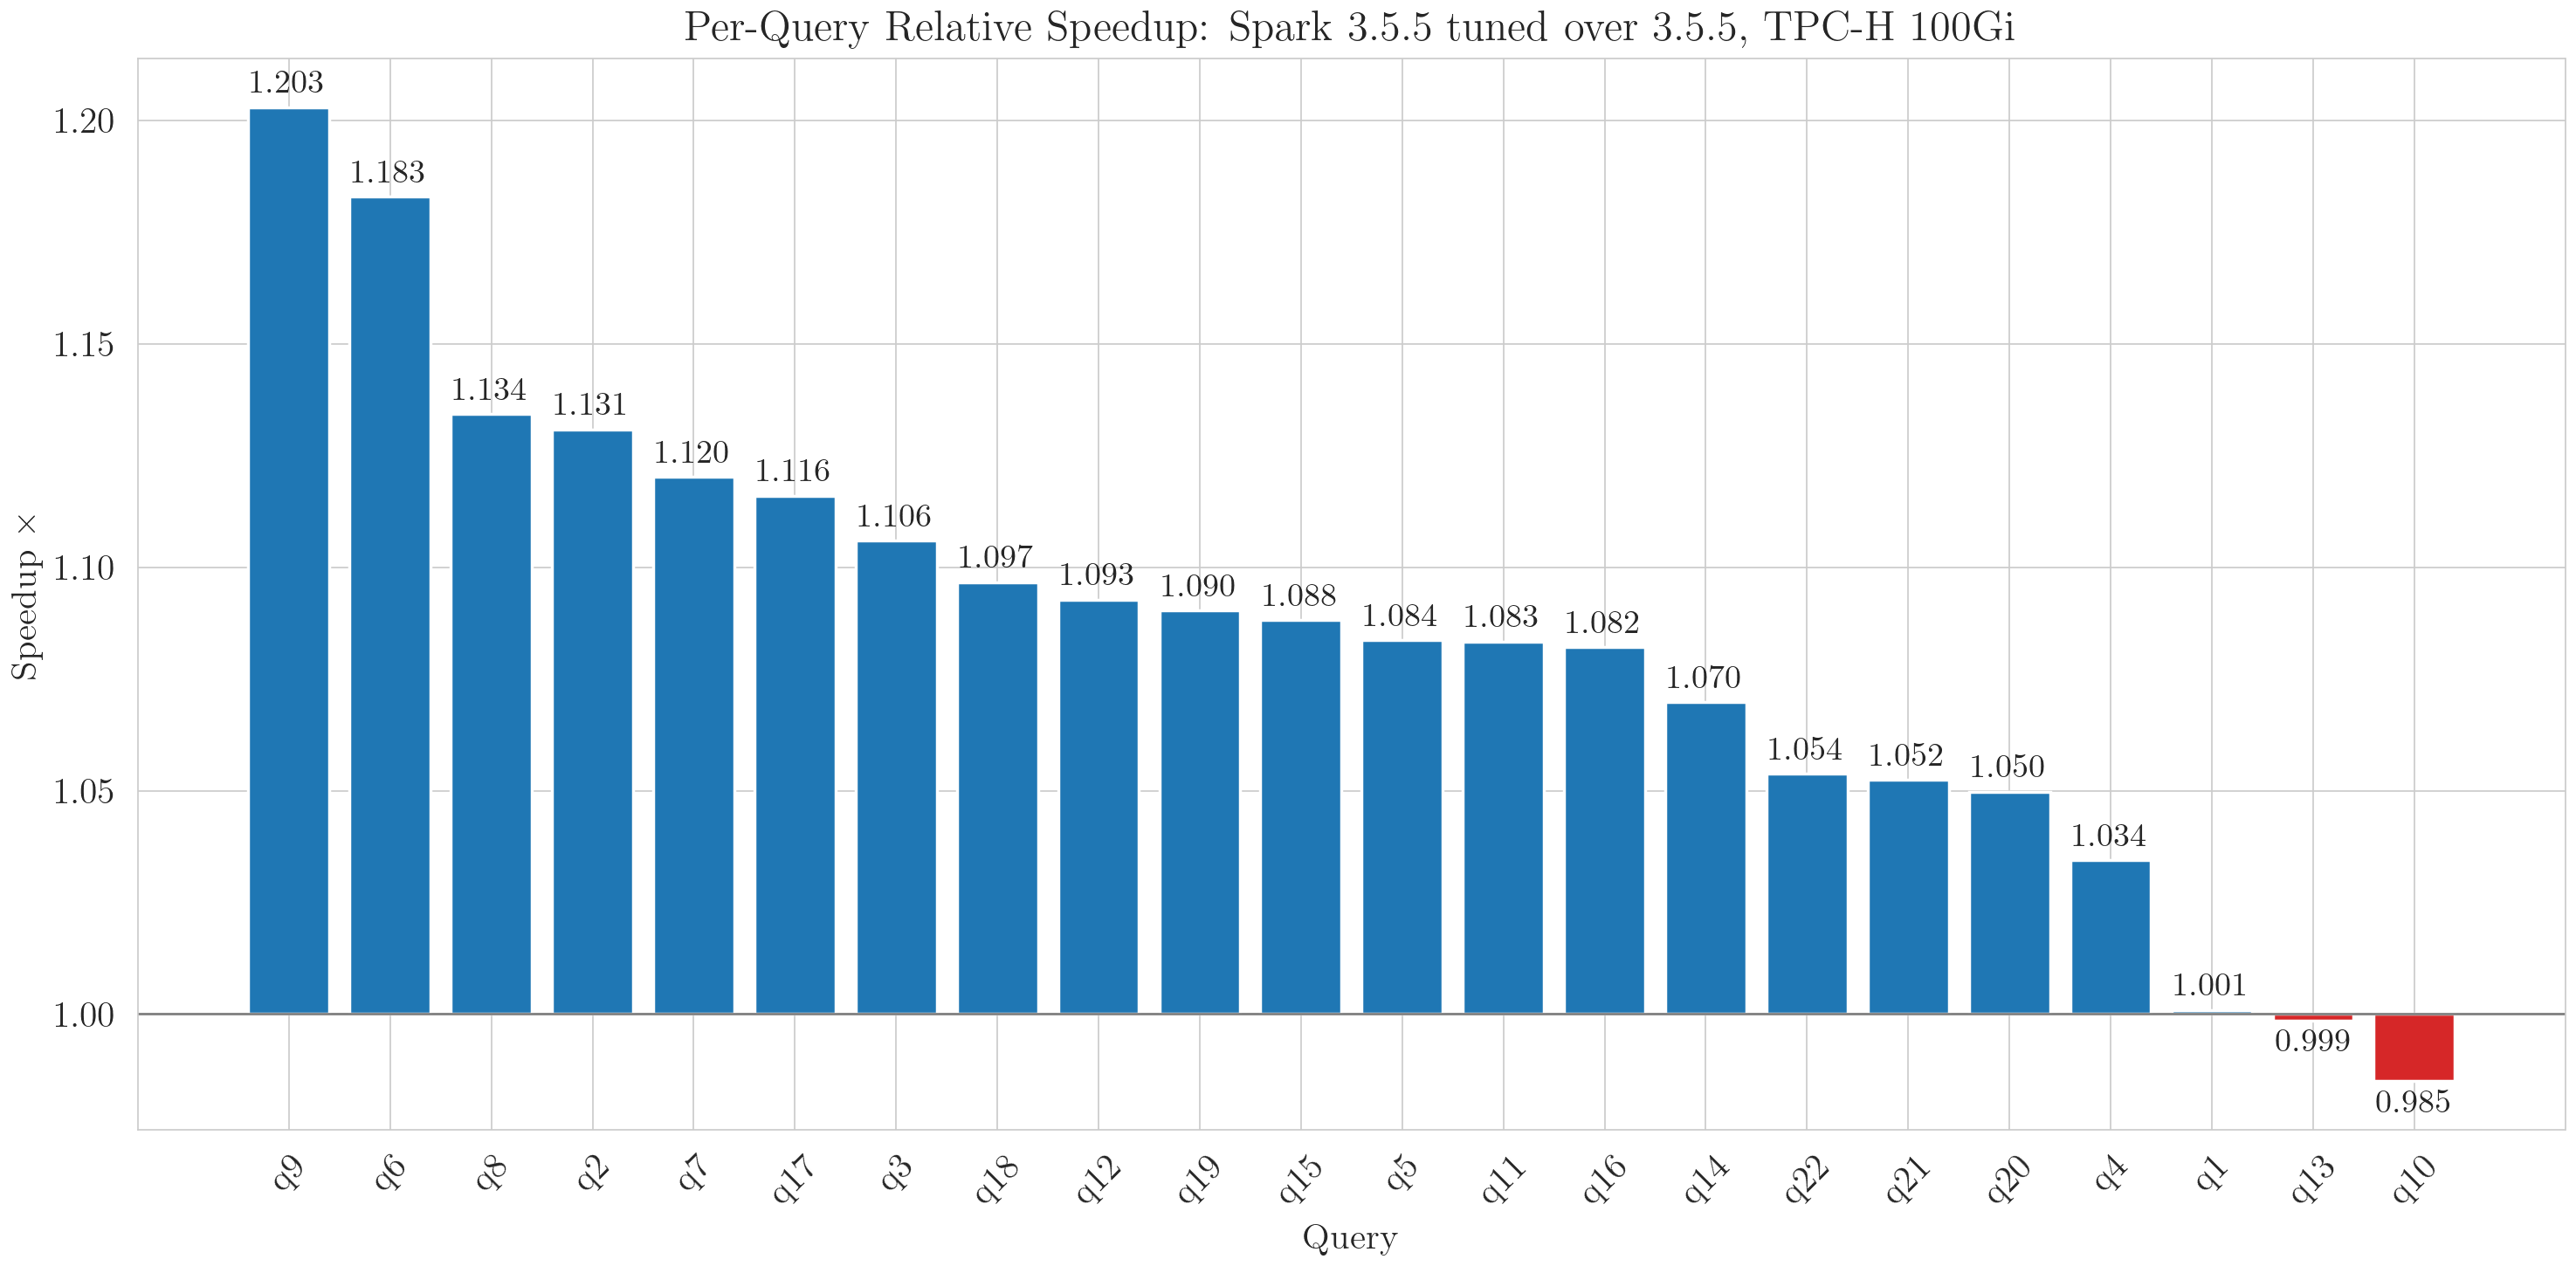 Per-Query Relative Speedup: Spark 3.5.5 tuned over 3.5.5, TPC-H 100Gi
Speedup ×
1.20
1.15
1.10
1.05
1.00
1.203
1.183
1.134
1.131
1.120
1.116
1.106
1.097
1.093
1.090
1.088
1.084
1.083
1.082
1.070
1.054
1.052
1.050
1.034
1.001
0.999
0.985
q9
q6
q8
q2
q7
q17
q3
q18
q12
q19
q15
q5
q11
q16
q14
q22
q21
q20
q4
q1
q13
q10
Query